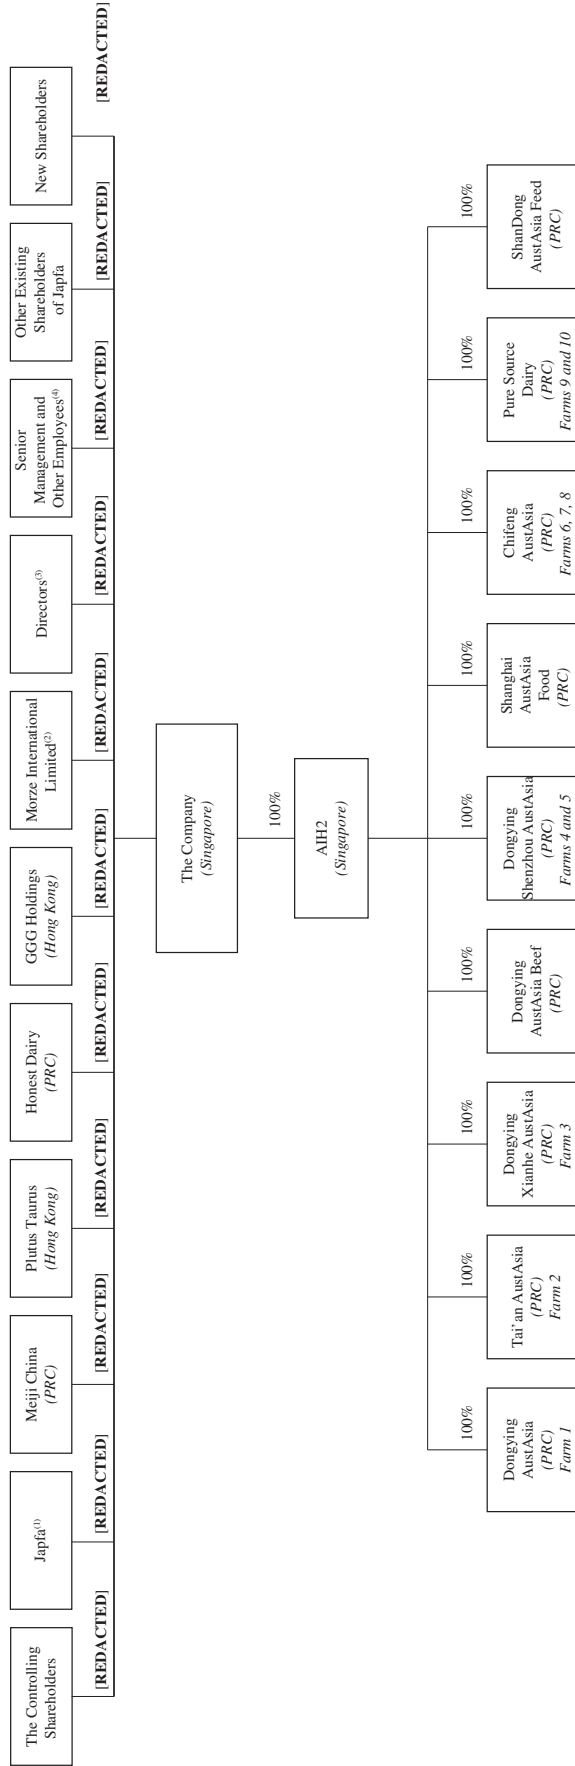 The Controlling
Shareholders
Japfa(1)
Meiji China
(PRC)
Plutus Taurus
(Hong Kong)
Honest Dairy
(PRC)
GGG Holdings
(Hong Kong)
Morze International
Limited(2)
Directors(3)
Senior
Management and
Other Employees(4)
Other Existing
Shareholders
of Japfa
New Shareholders
[REDACTED]
[REDACTED]
[REDACTED]
[REDACTED]
[REDACTED]
[REDACTED]
[REDACTED]
[REDACTED]
[REDACTED]
[REDACTED]
[REDACTED]
The Company
(Singapore)
100%
AIH2
(Singapore)
100%
100%
100%
100%
100%
100%
100%
100%
100%
Dongying
AustAsia
(PRC)
Farm 1
Tai'an AustAsia
(PRC)
Farm 2
Dongying
Xianhe AustAsia
(PRC)
Farm 3
Dongying
AustAsia Beef
(PRC)
Dongying
Shenzhou AustAsia
(PRC)
Farms 4 and 5
Shanghai
AustAsia
Food
(PRC)
Chifeng
AustAsia
(PRC)
Farms 6, 7, 8
Pure Source
Dairy
(PRC)
Farms 9 and 10
ShanDong
AustAsia Feed
(PRC)